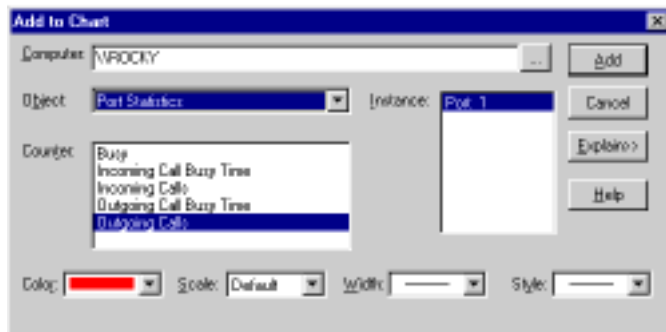 Add to Chart
Computer: \\ROCKY ... Add
Object: Port Statistics Instance: Port 1 Cancel
Explain>>
Counter: Busy
Incoming Call Busy Time
Incoming Calls
Outgoing Call Busy Time
Outgoing Calls
Help
Color: Scale: Default Width: Style: